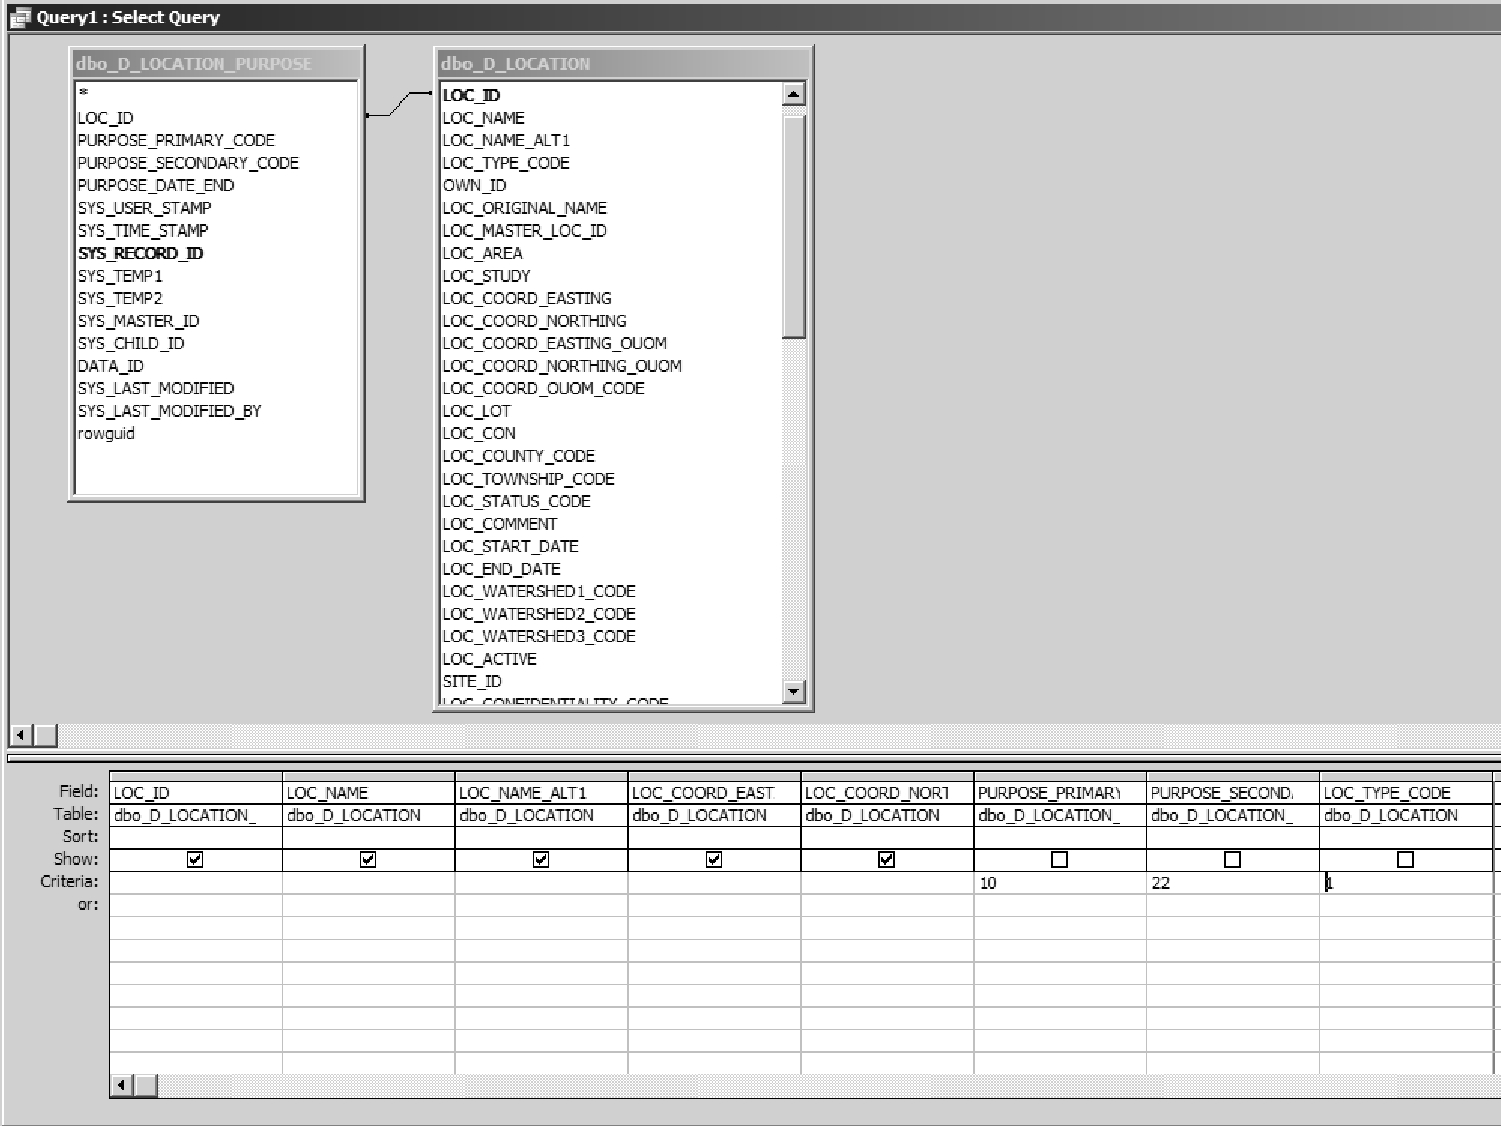 Query1 : Select Query
dbo_D_LOCATION_PURPOSE
*
LOC_ID
PURPOSE_PRIMARY_CODE
PURPOSE_SECONDARY_CODE
PURPOSE_DATE_END
SYS_USER_STAMP
SYS_TIME_STAMP
SYS_RECORD_ID
SYS_TEMP1
SYS_TEMP2
SYS_MASTER_ID
SYS_CHILD_ID
DATA_ID
SYS_LAST_MODIFIED
SYS_LAST_MODIFIED_BY
rowguid
dbo_D_LOCATION
LOC_ID
LOC_NAME
LOC_NAME_ALT1
LOC_TYPE_CODE
OWN_ID
LOC_ORIGINAL_NAME
LOC_MASTER_LOC_ID
LOC_AREA
LOC_STUDY
LOC_COORD_EASTING
LOC_COORD_NORTHING
LOC_COORD_EASTING_OUOM
LOC_COORD_NORTHING_OUOM
LOC_COORD_OUOM_CODE
LOC_LOT
LOC_CON
LOC_COUNTY_CODE
LOC_TOWNSHIP_CODE
LOC_STATUS_CODE
LOC_COMMENT
LOC_START_DATE
LOC_END_DATE
LOC_WATERSHED1_CODE
LOC_WATERSHED2_CODE
LOC_WATERSHED3_CODE
LOC_ACTIVE
SITE_ID
LOC_CONFIDENTIALITY_CODE
Field: LOC_ID LOC_NAME LOC_NAME_ALT1 LOC_COORD_EAST LOC_COORD_NORT PURPOSE_PRIMARY PURPOSE_SECOND LOC_TYPE_CODE
Table: dbo_D_LOCATION_ dbo_D_LOCATION dbo_D_LOCATION dbo_D_LOCATION dbo_D_LOCATION dbo_D_LOCATION_ dbo_D_LOCATION_ dbo_D_LOCATION
Sort:
Show:
Criteria: 10 22 1
or: